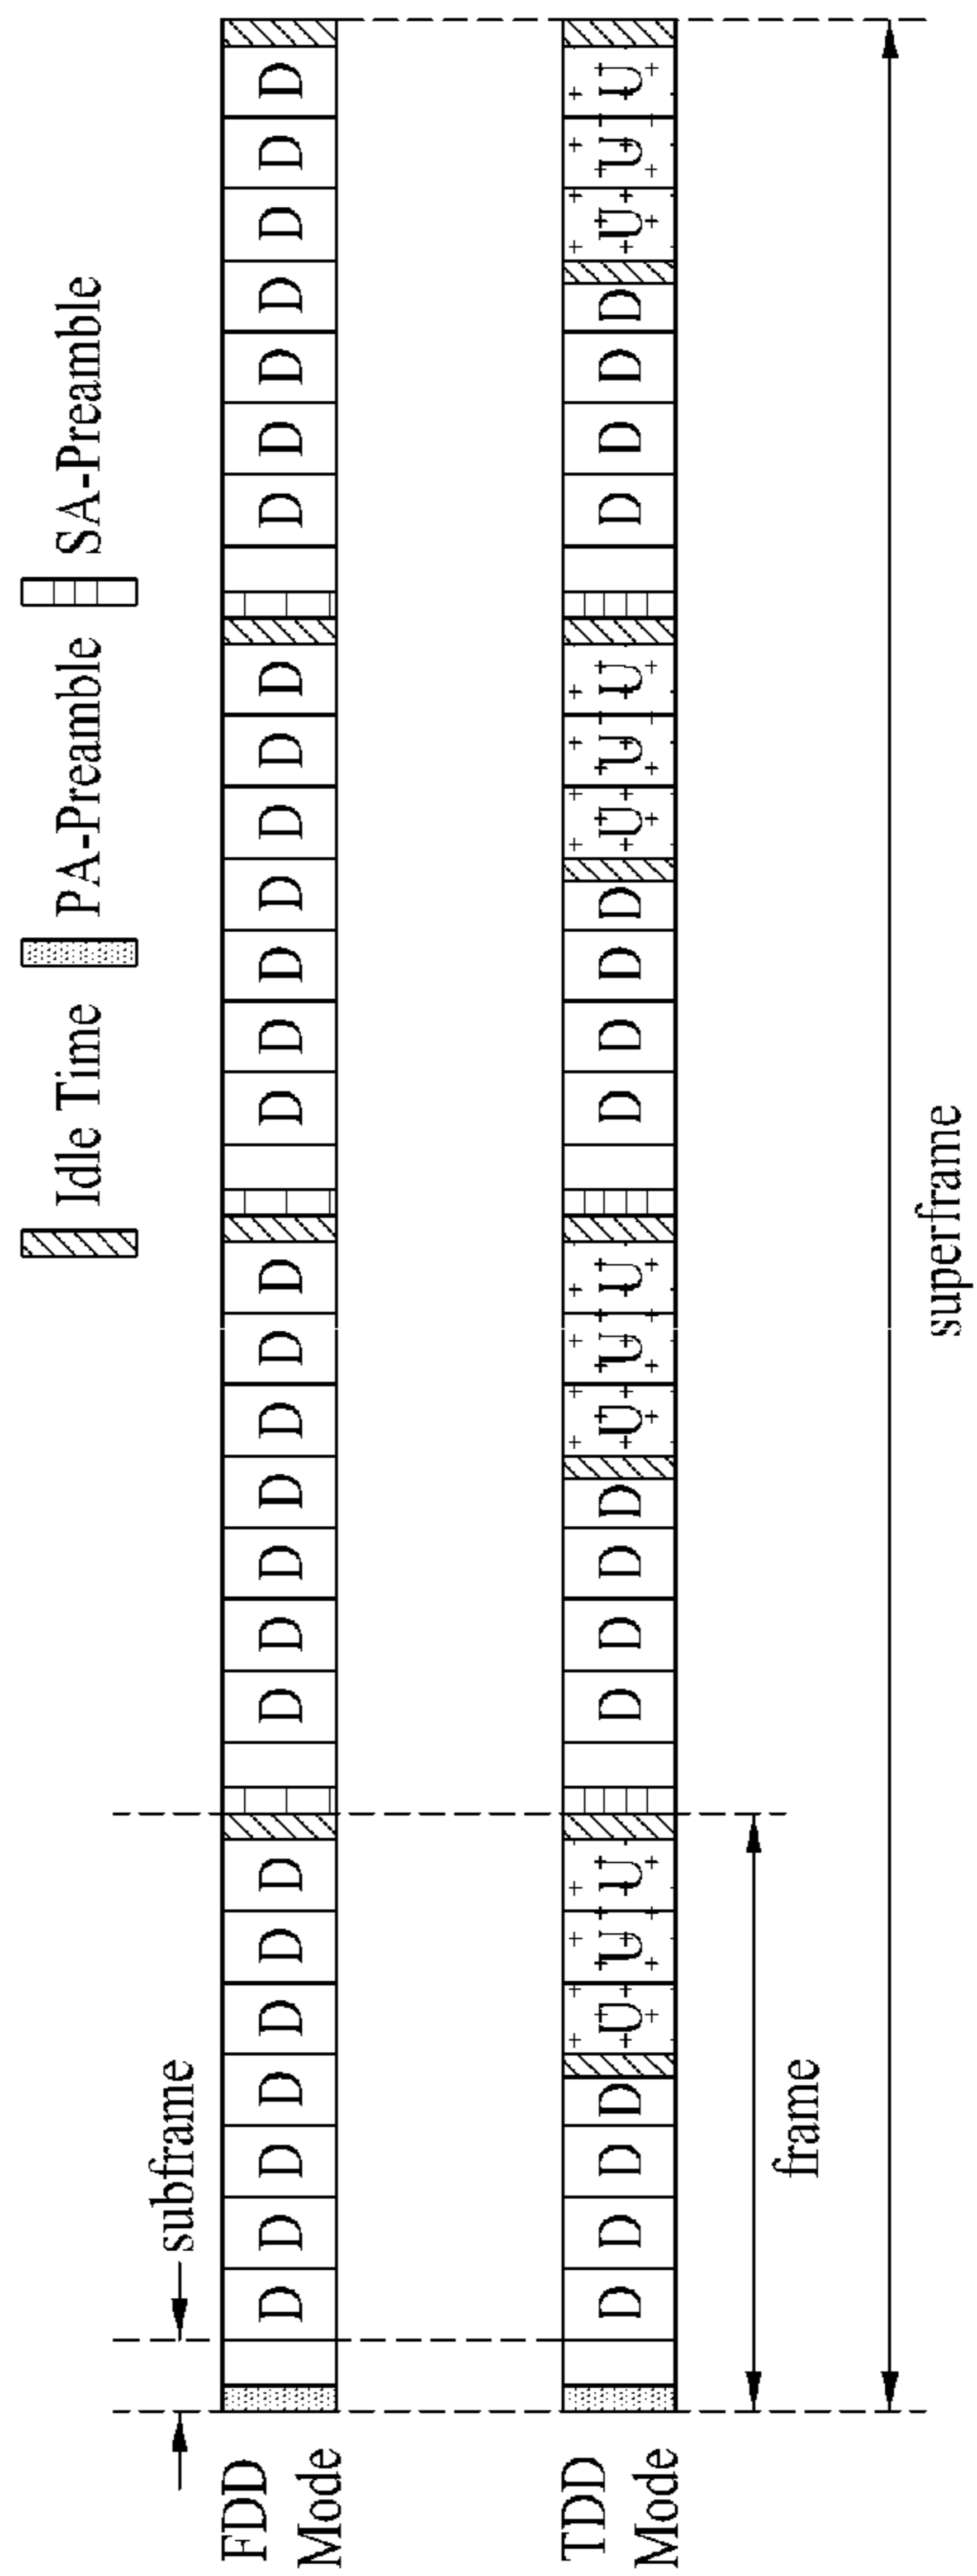 Idle Time PA-Preamble SA-Preamble
subframe
FDD
Mode
D D D D D D D D D D D D D D D D D D D D D D D D D D D D
TDD
Mode
D D D D U U U D D D D U U U D D D D U U U D D D D U U U
frame
superframe